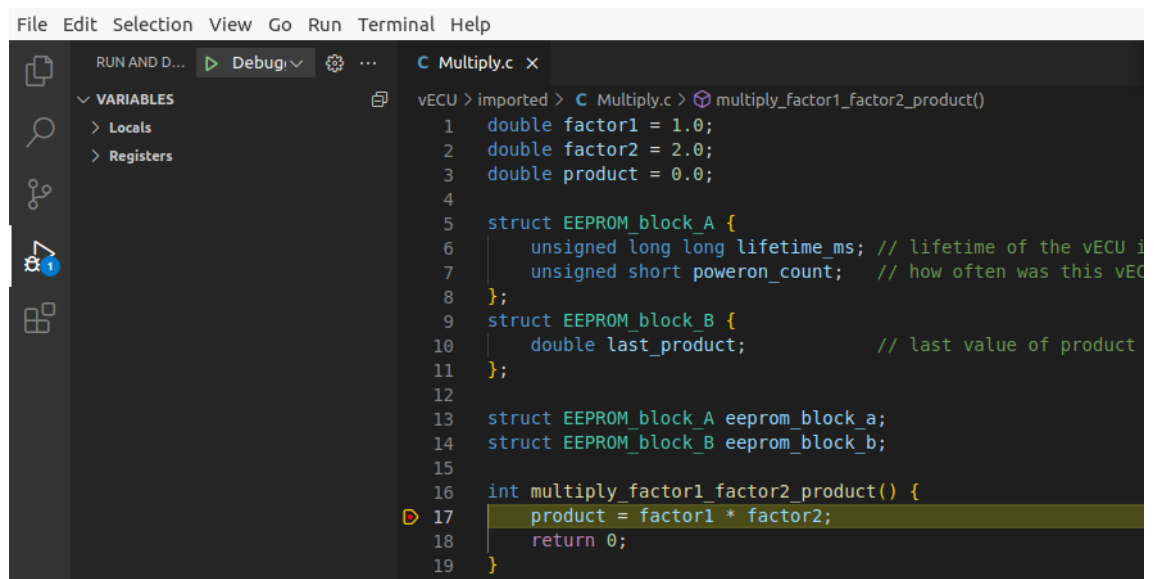 File Edit Selection View Go Run Terminal Help
RUN AND D... Debug
VARIABLES
Locals
Registers
1
C Multiply.c ×
vECU > imported > C Multiply.c > multiply_factor1_factor2_product()
1 double factor1 = 1.0;
2 double factor2 = 2.0;
3 double product = 0.0;
4
5 struct EEPROM_block_A {
6 unsigned long long lifetime_ms; // lifetime of the vECU i
7 unsigned short poweron_count; // how often was this vEC
8 };
9 struct EEPROM_block_B {
10 double last_product; // last value of product
11 };
12
13 struct EEPROM_block_A eeprom_block_a;
14 struct EEPROM_block_B eeprom_block_b;
15
16 int multiply_factor1_factor2_product() {
17 product = factor1 * factor2;
18 return 0;
19 }